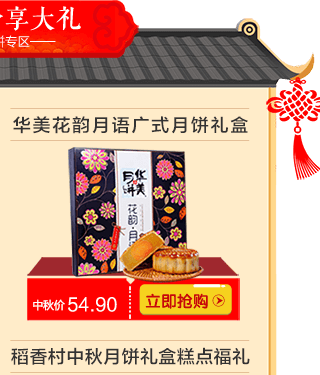 享大礼
饼专区
华美花韵月语广式月饼礼盒
华美
月饼
花韵·月
中秋价 54.90
立即抢购
稻香村中秋月饼礼盒糕点福礼